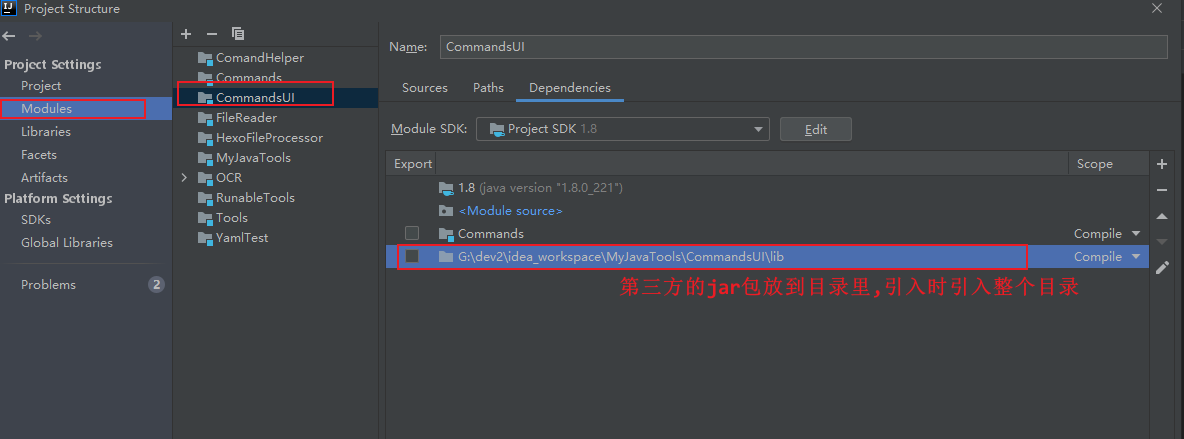 Project Structure
Project Settings
Project
Modules
Libraries
Facets
Artifacts
Platform Settings
SDKs
Global Libraries
Problems 2
ComandHelper
Commands
CommandsUI
FileReader
HexoFileProcessor
MyJavaTools
OCR
RunableTools
Tools
YamlTest
Name: CommandsUI
Sources Paths Dependencies
Module SDK: Project SDK 1.8 Edit
Export Scope
1.8 (java version "1.8.0_221")
<Module source>
Commands Compile
G:\dev2\idea_workspace\MyJavaTools\CommandsUI\lib Compile
第三方的jar包放到目录里,引入时引入整个目录